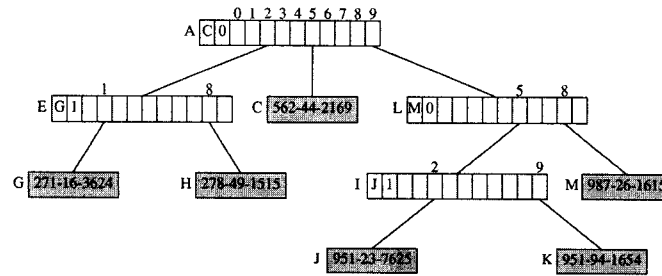 0 1 2 3 4 5 6 7 8 9
A C 0
1 8
E G 1
C 562-44-2169
5 8
L M 0
G 271-16-3624
H 278-49-1515
2 9
I J 1
M 987-26-1615
J 951-23-7625
K 951-94-1654